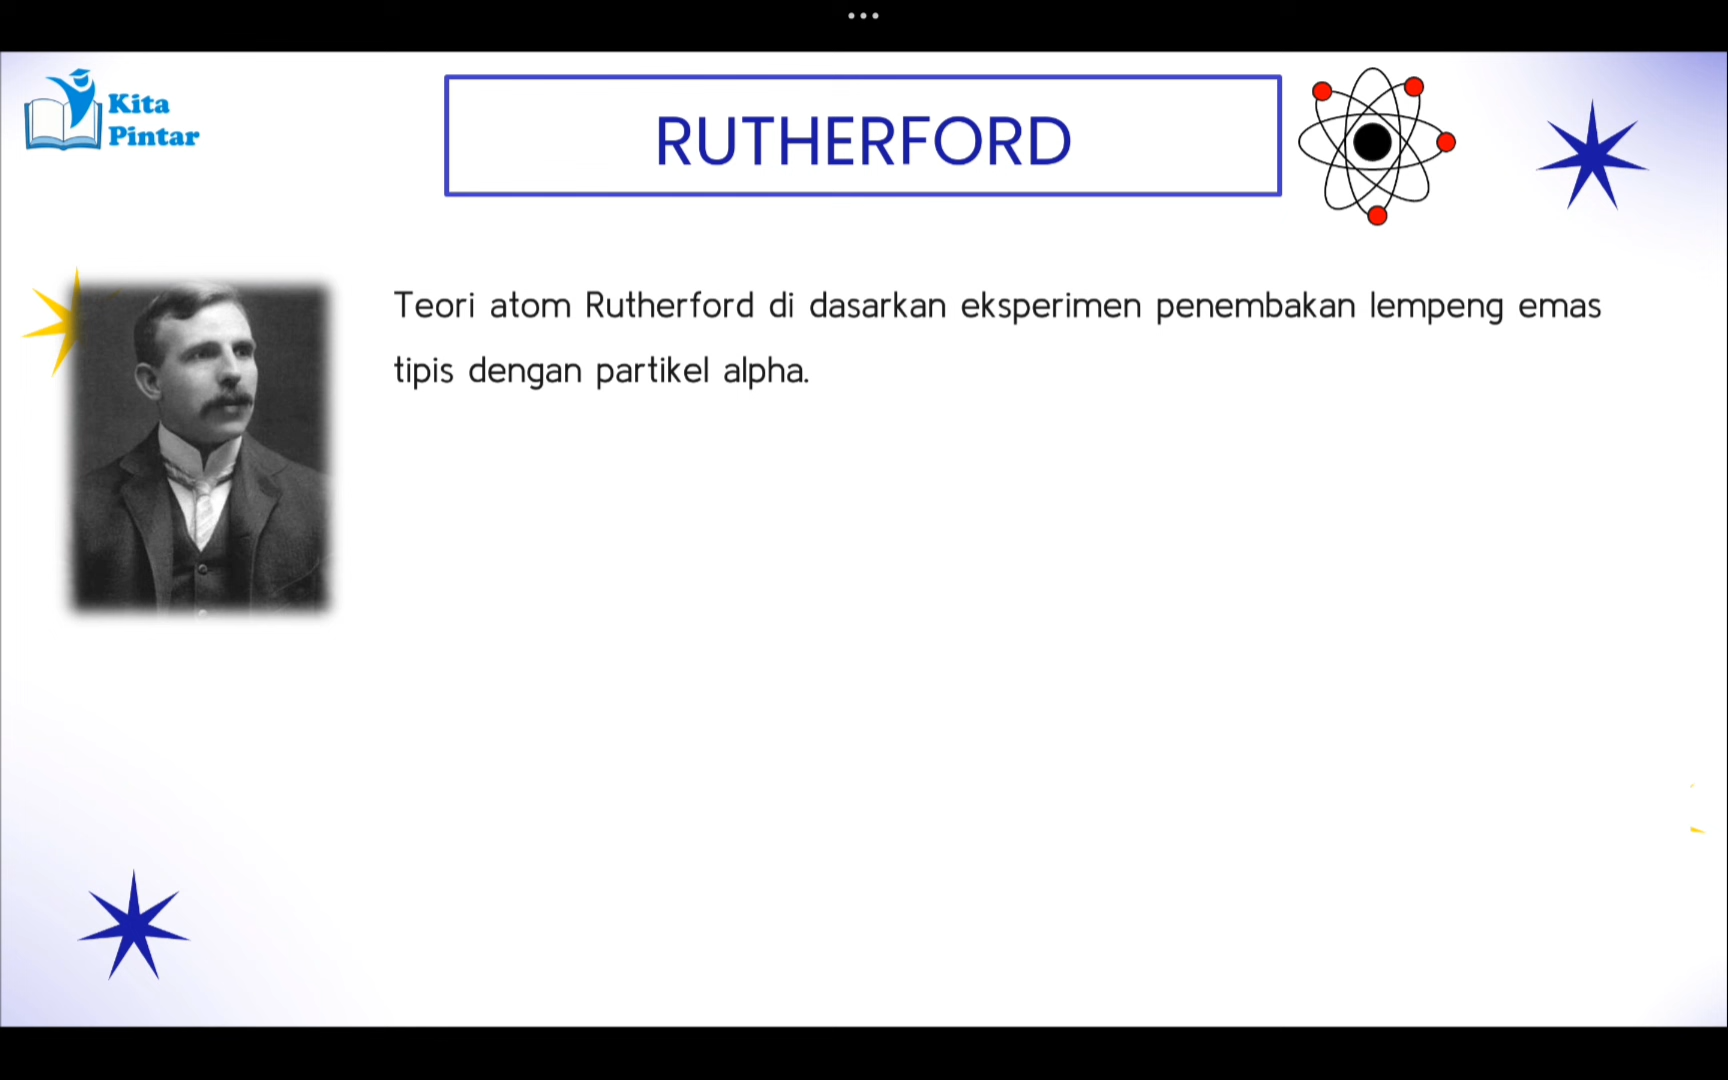 Kita
Pintar
RUTHERFORD
Teori atom Rutherford di dasarkan eksperimen penembakan lempeng emas
tipis dengan partikel alpha.